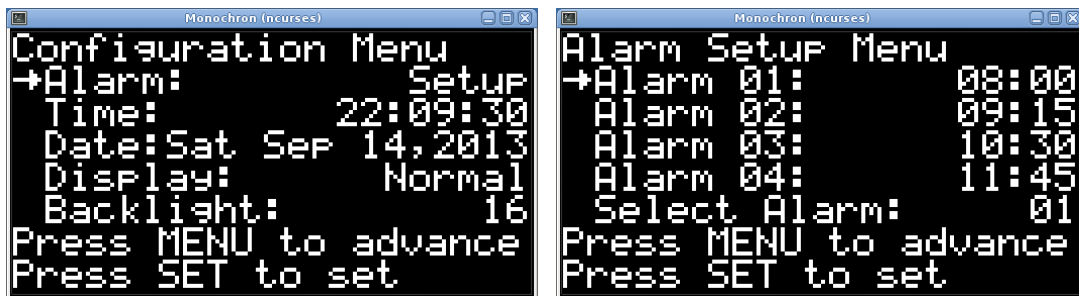 Monochron (ncurses)
Configuration Menu
→Alarm: Setup
Time: 22:09:30
Date:Sat Sep 14,2013
Display: Normal
Backlight: 16
Press MENU to advance
Press SET to set
Monochron (ncurses)
Alarm Setup Menu
→Alarm 01: 08:00
Alarm 02: 09:15
Alarm 03: 10:30
Alarm 04: 11:45
Select Alarm: 01
Press MENU to advance
Press SET to set